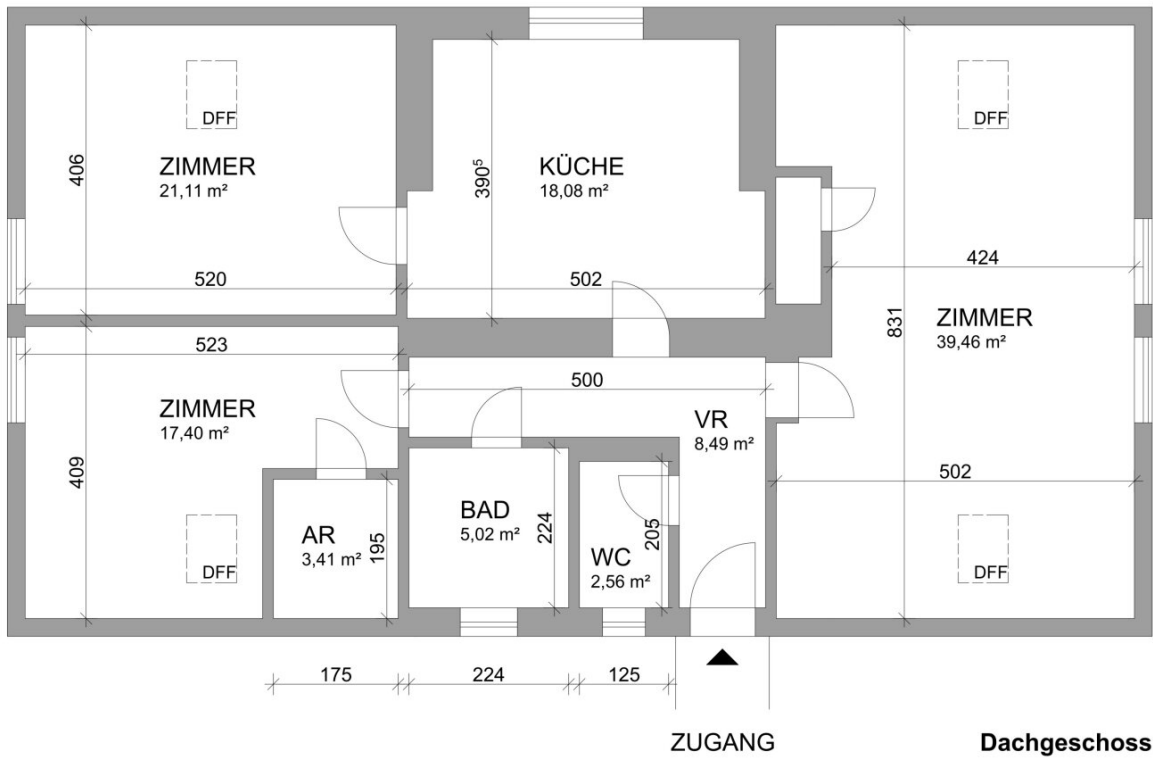 DFF
DFF
406
ZIMMER
21,11 m²
390⁵
KÜCHE
18,08 m²
424
520
502
831
ZIMMER
39,46 m²
523
500
ZIMMER
17,40 m²
VR
8,49 m²
409
502
BAD
5,02 m²
224
205
AR
3,41 m²
195
WC
2,56 m²
DFF
DFF
175
224
125
ZUGANG
Dachgeschoss